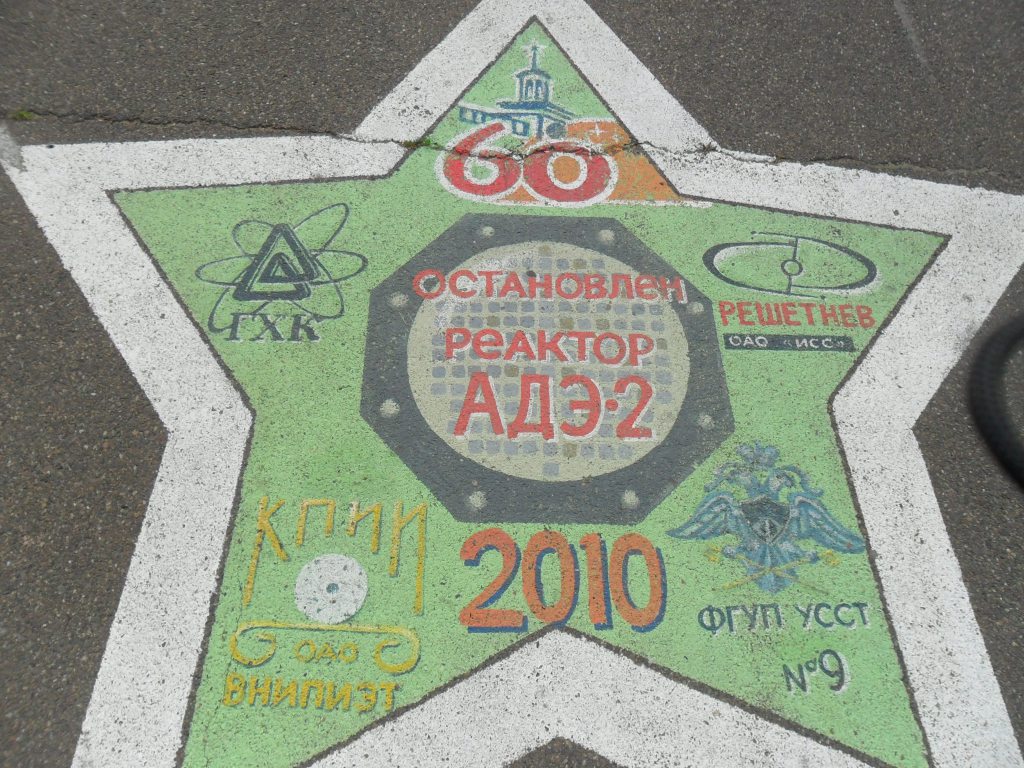 60
ГХК
ОСТАНОВЛЕН
РЕАКТОР
АДЭ-2
РЕШЕТНЕВ
ОАО «ИСС»
КПИИ
ОАО
ВНИПИЭТ
2010
ФГУП УССТ
№9